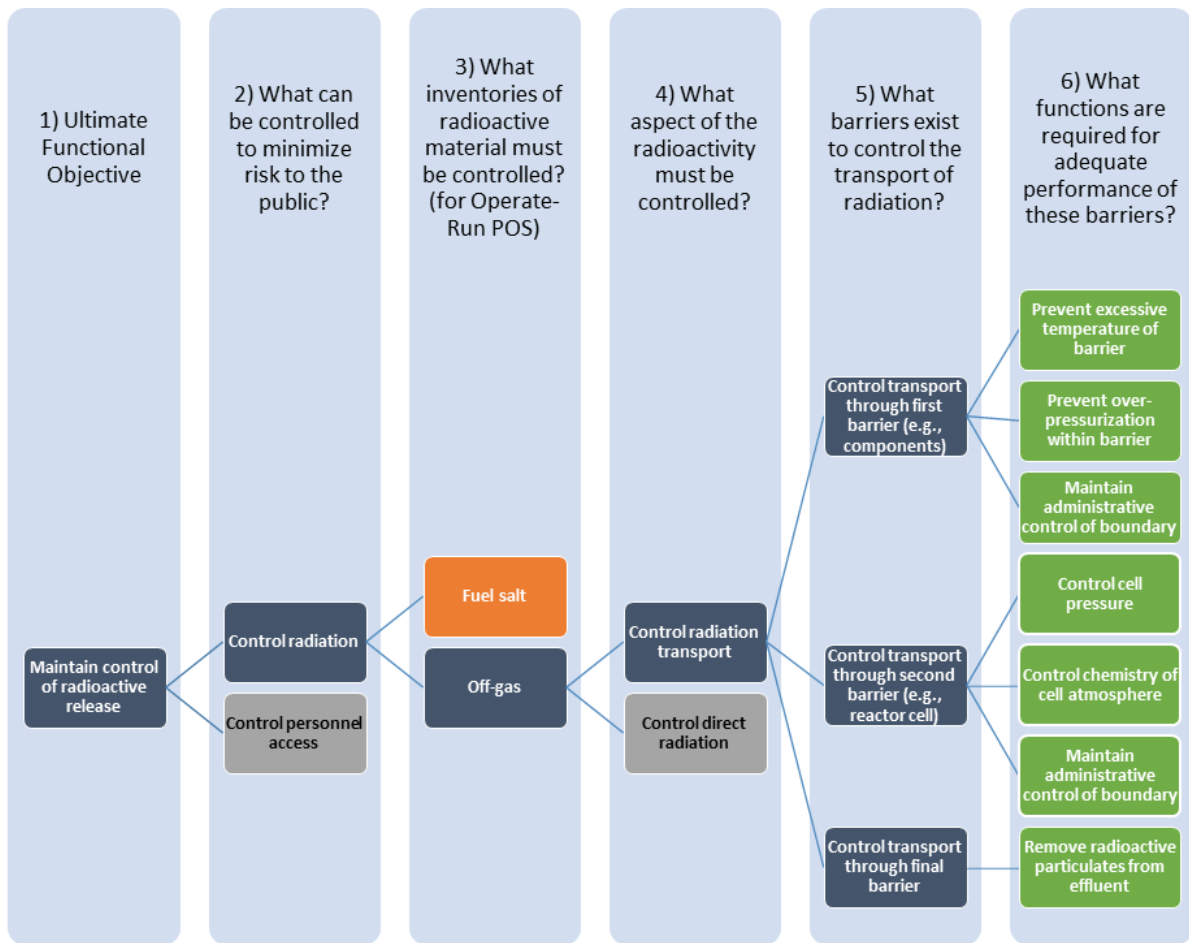 1) Ultimate
Functional
Objective
2) What can
be controlled
to minimize
risk to the
public?
3) What
inventories of
radioactive
material must
be controlled?
(for Operate-
Run POS)
4) What
aspect of the
radioactivity
must be
controlled?
5) What
barriers exist
to control the
transport of
radiation?
6) What
functions are
required for
adequate
performance of
these barriers?
Maintain control
of radioactive
release
Control radiation
Control personnel
access
Fuel salt
Off-gas
Control radiation
transport
Control direct
radiation
Control transport
through first
barrier (e.g.,
components)
Control transport
through second
barrier (e.g.,
reactor cell)
Control transport
through final
barrier
Prevent excessive
temperature of
barrier
Prevent over-
pressurization
within barrier
Maintain
administrative
control of boundary
Control cell
pressure
Control chemistry of
cell atmosphere
Maintain
administrative
control of boundary
Remove radioactive
particulates from
effluent